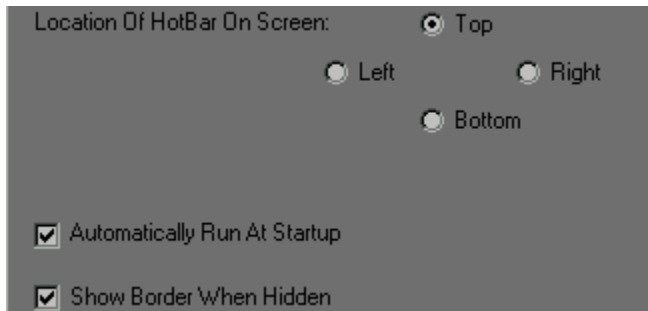 Location Of HotBar On Screen:
Top
Left
Right
Bottom
Automatically Run At Startup
Show Border When Hidden